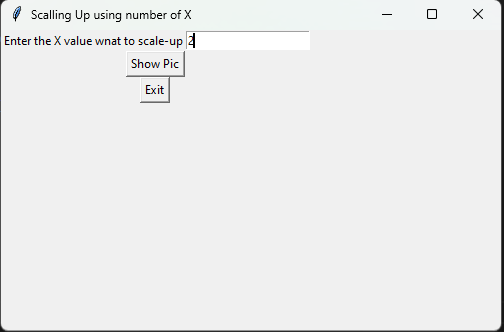 Scalling Up using number of X
Enter the X value wnat to scale-up 2
Show Pic
Exit